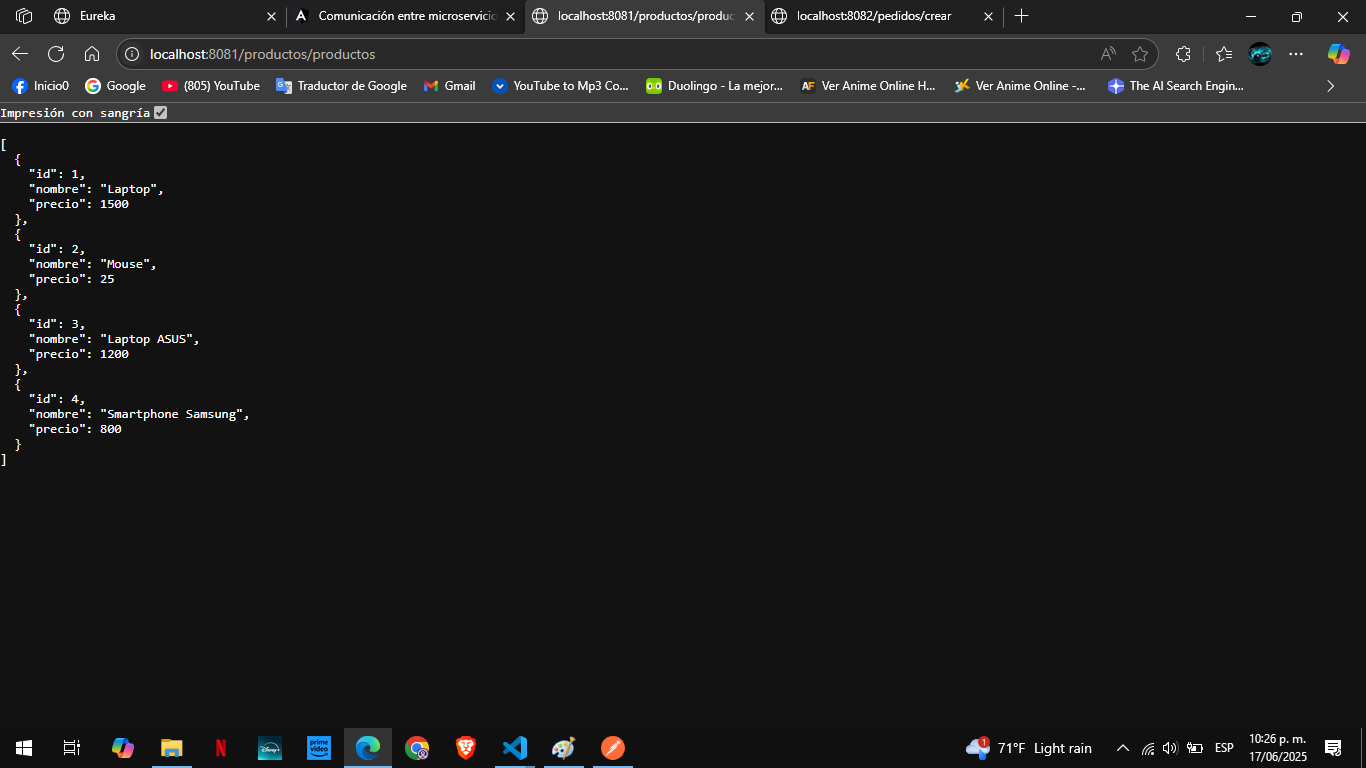 Eureka
Comunicación entre microservicio
localhost:8081/productos/produc
localhost:8082/pedidos/crear
localhost:8081/productos/productos
Inicio0
Google
(805) YouTube
Traductor de Google
Gmail
YouTube to Mp3 Co...
Duolingo - La mejor...
AF
Ver Anime Online H...
Ver Anime Online -...
The AI Search Engin...
Impresión con sangría
[
{
"id": 1,
"nombre": "Laptop",
"precio": 1500
},
{
"id": 2,
"nombre": "Mouse",
"precio": 25
},
{
"id": 3,
"nombre": "Laptop ASUS",
"precio": 1200
},
{
"id": 4,
"nombre": "Smartphone Samsung",
"precio": 800
}
]
N
Disney+
prime video
1
71°F Light rain
ESP
10:26 p. m.
17/06/2025